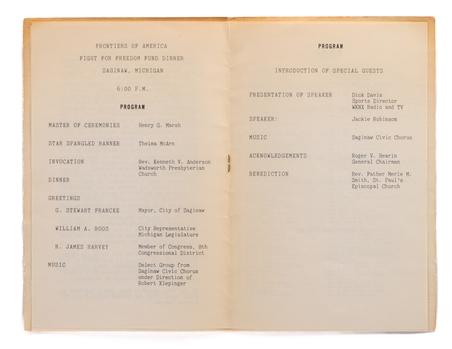 FRONTIERS OF AMERICA
FIGHT FOR FREEDOM FUND DINNER
SAGINAW, MICHIGAN
6:00 P.M.
PROGRAM
MASTER OF CEREMONIES Henry G. Marsh
STAR SPANGLED BANNER Thelma McArn
INVOCATION Rev. Kenneth V. Anderson
Wadsworth Presbyterian
Church
DINNER
GREETINGS
G. STEWART FRANCKE Mayor, City of Saginaw
WILLIAM A. BOOS City Representative
Michigan Legislature
R. JAMES HARVEY Member of Congress, 8th
Congressional District
MUSIC Select Group from
Saginaw Civic Chorus
under Direction of
Robert Klepinger
PROGRAM
INTRODUCTION OF SPECIAL GUESTS
PRESENTATION OF SPEAKER Dick Davis
Sports Director
WKNX Radio and TV
SPEAKER: Jackie Robinson
MUSIC Saginaw Civic Chorus
ACKNOWLEDGEMENTS Roger V. Hearin
General Chairman
BENEDICTION Rev. Father Merle M.
Smith, St. Paul's
Episcopal Church